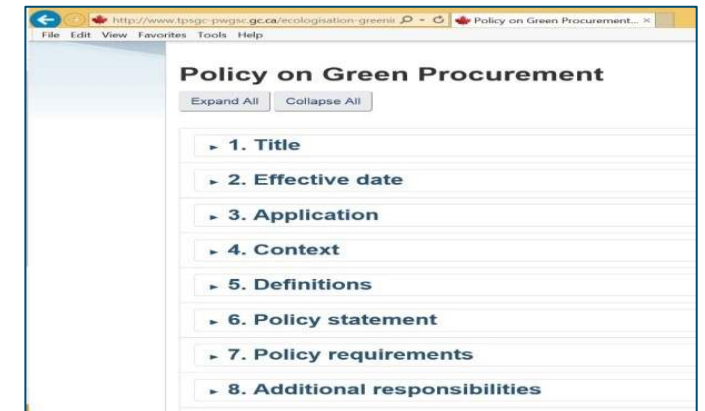 http://www.tpsgc-pwgsc.gc.ca/ecologisation-greenii
Policy on Green Procurement...
File Edit View Favorites Tools Help
Policy on Green Procurement
Expand All Collapse All
1. Title
2. Effective date
3. Application
4. Context
5. Definitions
6. Policy statement
7. Policy requirements
8. Additional responsibilities